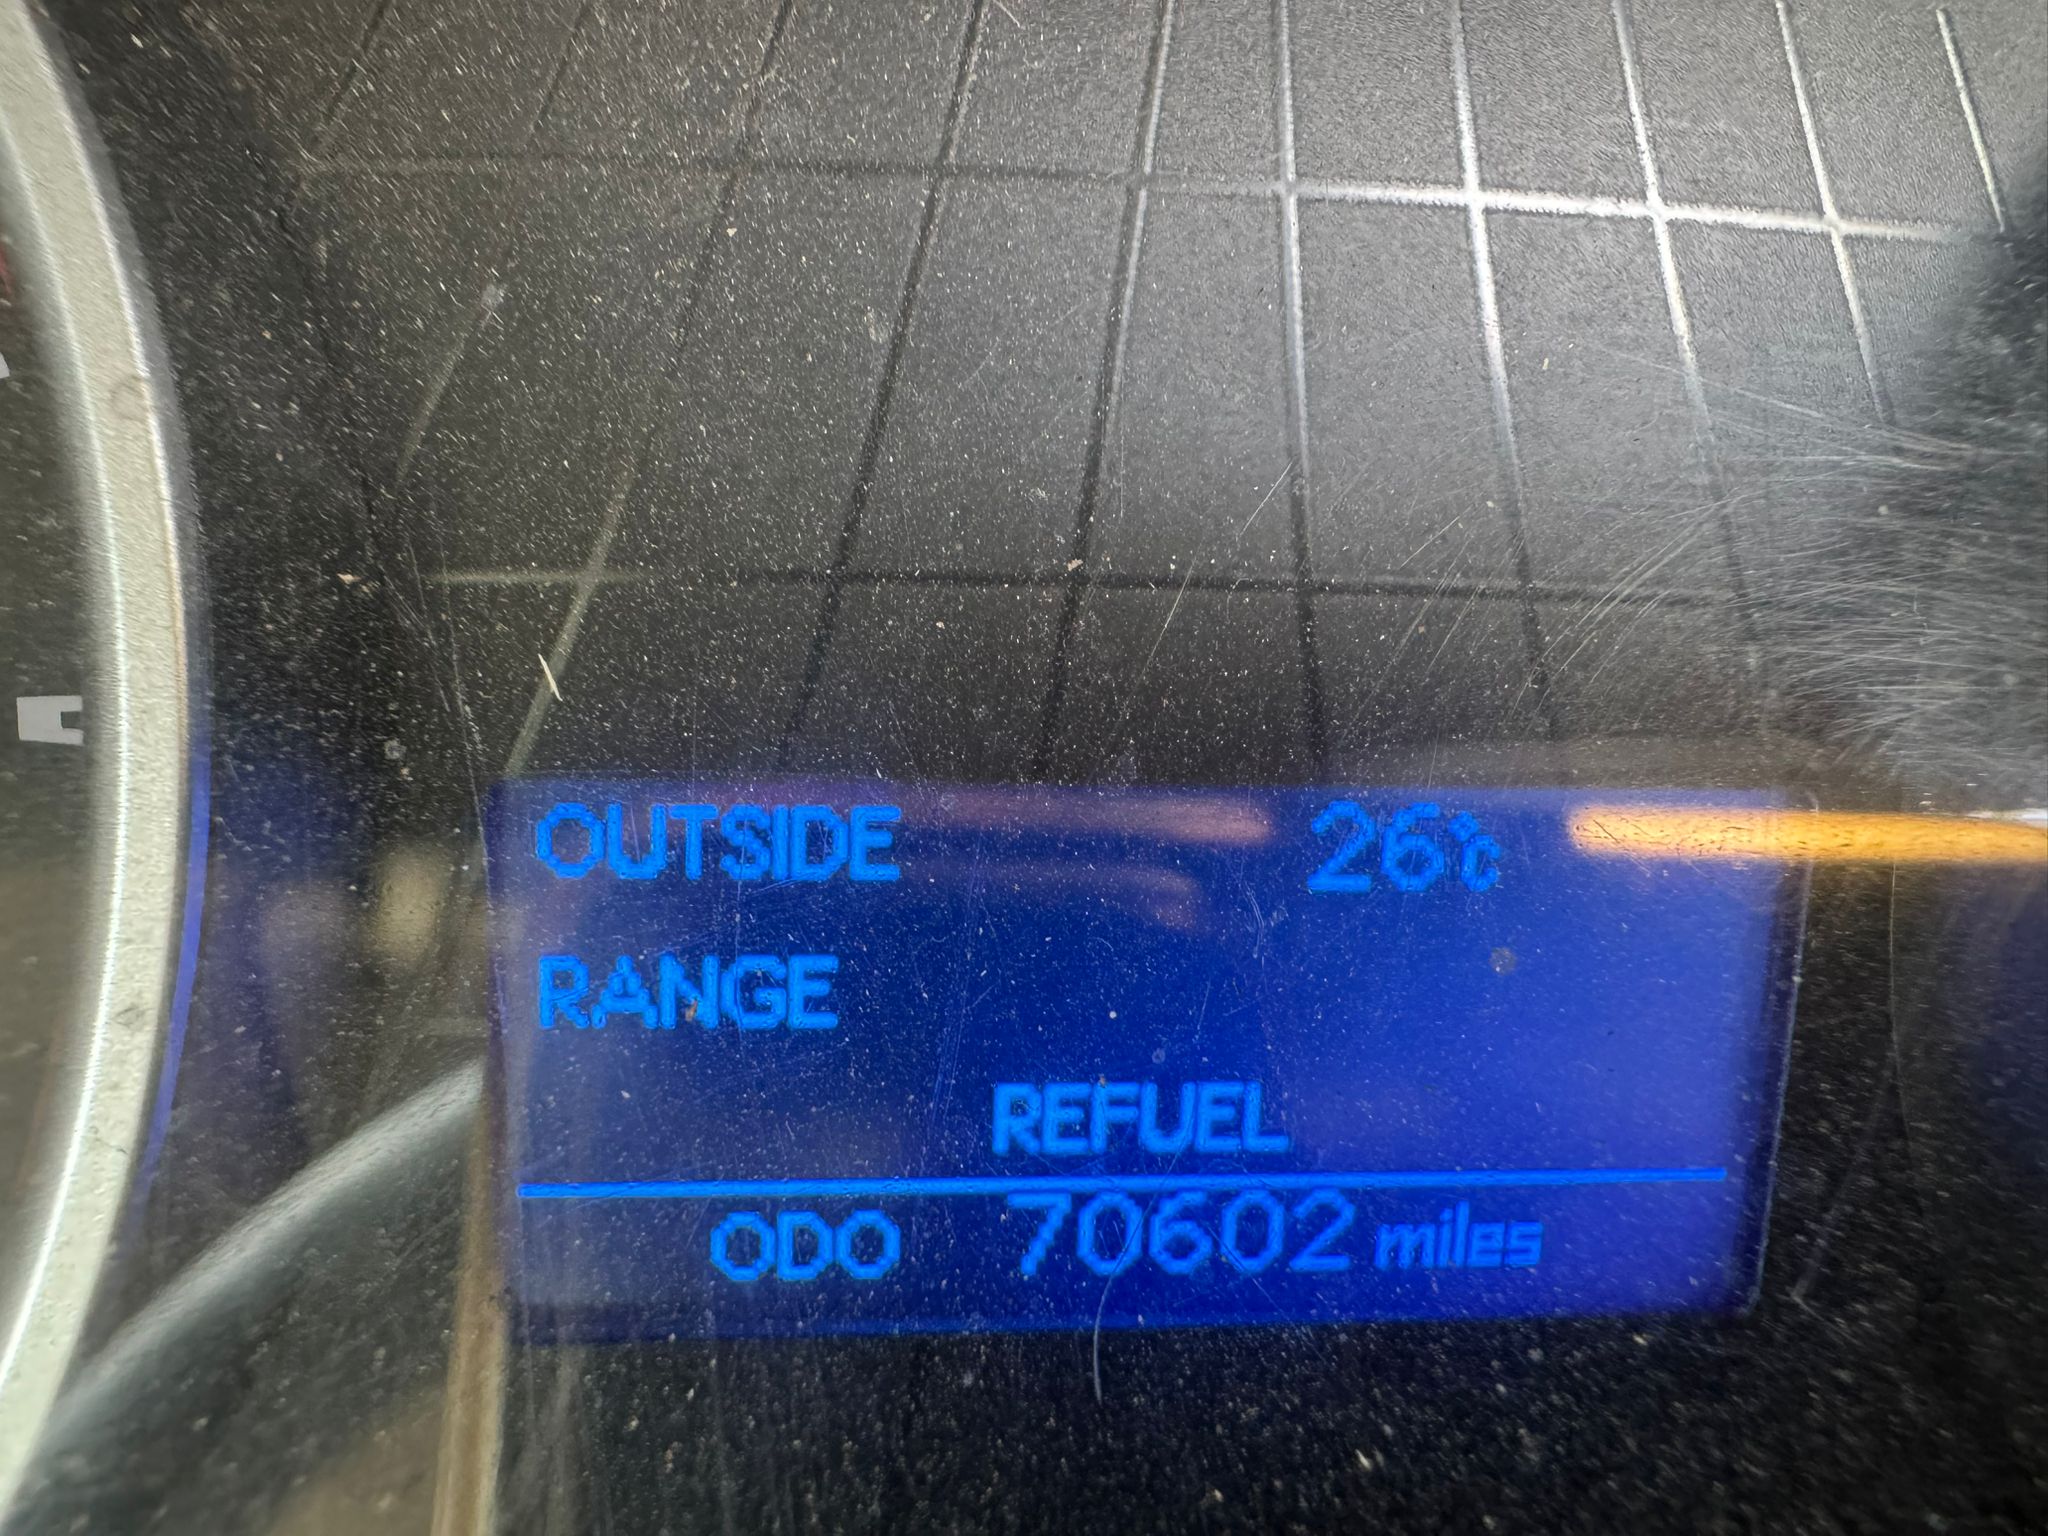 OUTSIDE 26°C
RANGE
REFUEL
ODO 70602 miles